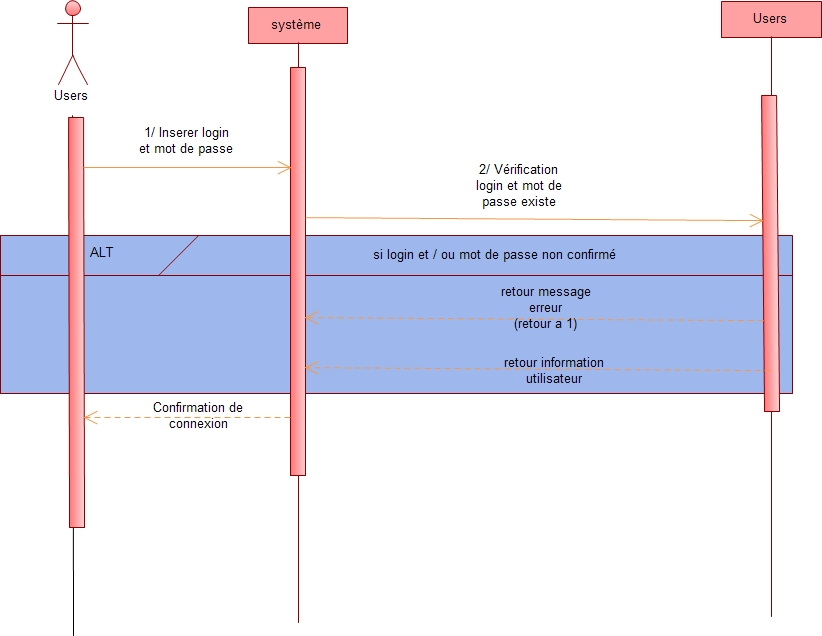 système
Users
Users
1/ Inserer login
et mot de passe
2/ Vérification
login et mot de
passe existe
ALT
si login et / ou mot de passe non confirmé
retour message
erreur
(retour a 1)
retour information
utilisateur
Confirmation de
connexion